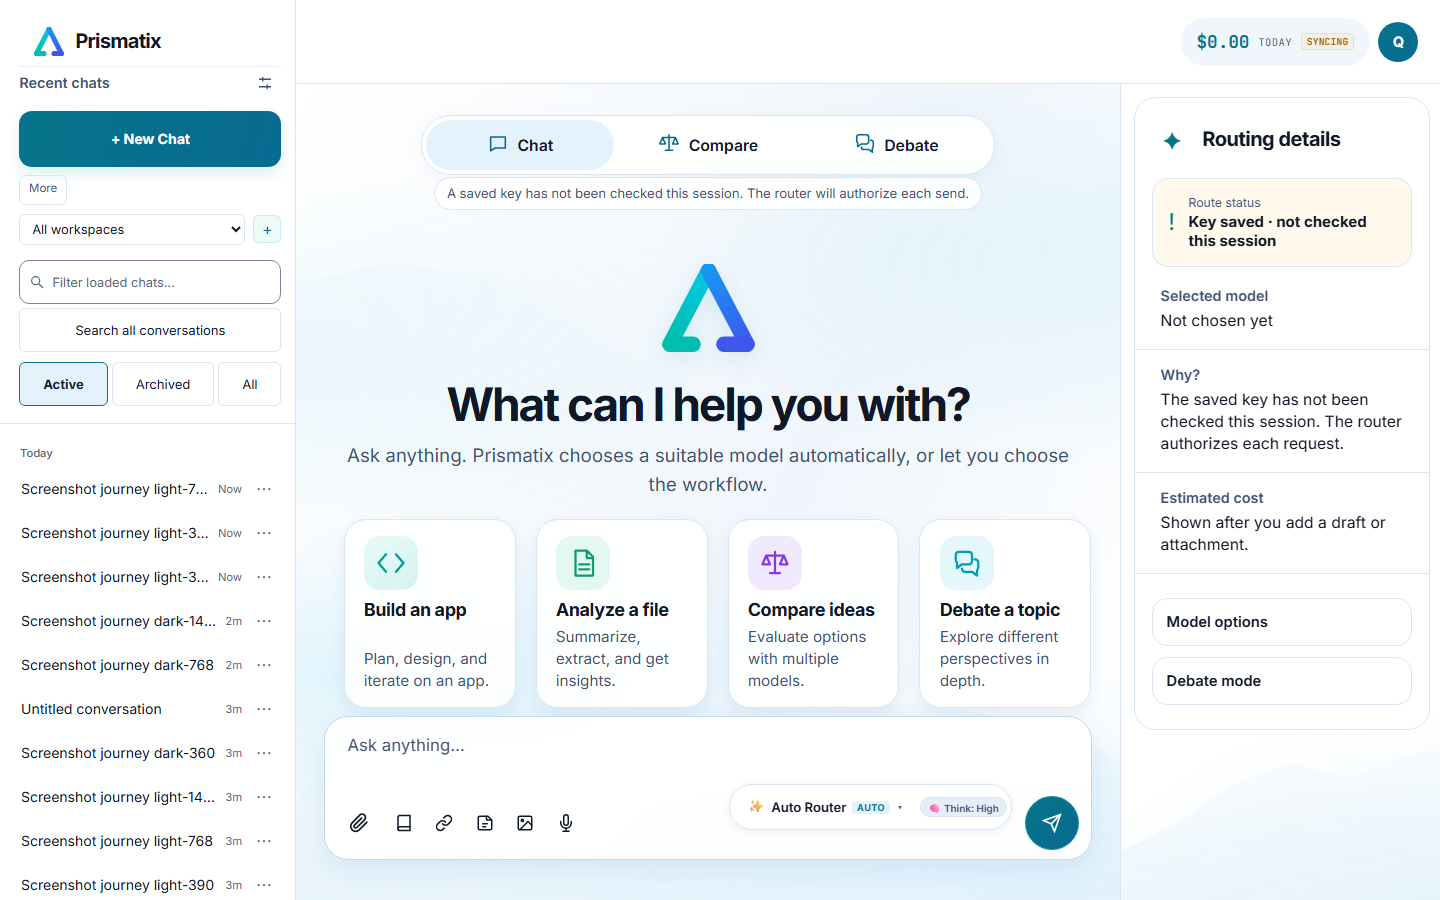 Prismatix
$0.00 TODAY SYNCING
Q
Recent chats
+ New Chat
More
All workspaces
+
Filter loaded chats...
Search all conversations
Active Archived All
Today
Screenshot journey light-7... Now ...
Screenshot journey light-3... Now ...
Screenshot journey light-3... Now ...
Screenshot journey dark-14... 2m ...
Screenshot journey dark-768 2m ...
Untitled conversation 3m ...
Screenshot journey dark-360 3m ...
Screenshot journey light-14... 3m ...
Screenshot journey light-768 3m ...
Screenshot journey light-390 3m ...
Chat Compare Debate
A saved key has not been checked this session. The router will authorize each send.
What can I help you with?
Ask anything. Prismatix chooses a suitable model automatically, or let you choose
the workflow.
Build an app
Plan, design, and
iterate on an app.
Analyze a file
Summarize,
extract, and get
insights.
Compare ideas
Evaluate options
with multiple
models.
Debate a topic
Explore different
perspectives in
depth.
Ask anything...
Auto Router AUTO Think: High
Routing details
Route status
! Key saved · not checked
this session
Selected model
Not chosen yet
Why?
The saved key has not been
checked this session. The router
authorizes each request.
Estimated cost
Shown after you add a draft or
attachment.
Model options
Debate mode